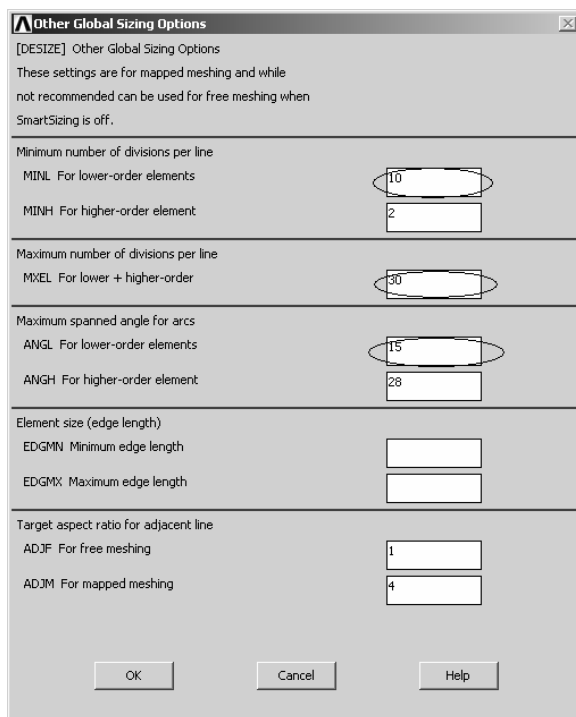 Other Global Sizing Options
[DESIZE] Other Global Sizing Options
These settings are for mapped meshing and while
not recommended can be used for free meshing when
SmartSizing is off.
Minimum number of divisions per line
MINL For lower-order elements 10
MINH For higher-order element 2
Maximum number of divisions per line
MXEL For lower + higher-order 30
Maximum spanned angle for arcs
ANGL For lower-order elements 15
ANGH For higher-order element 28
Element size (edge length)
EDGMN Minimum edge length
EDGMX Maximum edge length
Target aspect ratio for adjacent line
ADJF For free meshing 1
ADJM For mapped meshing 4
OK Cancel Help